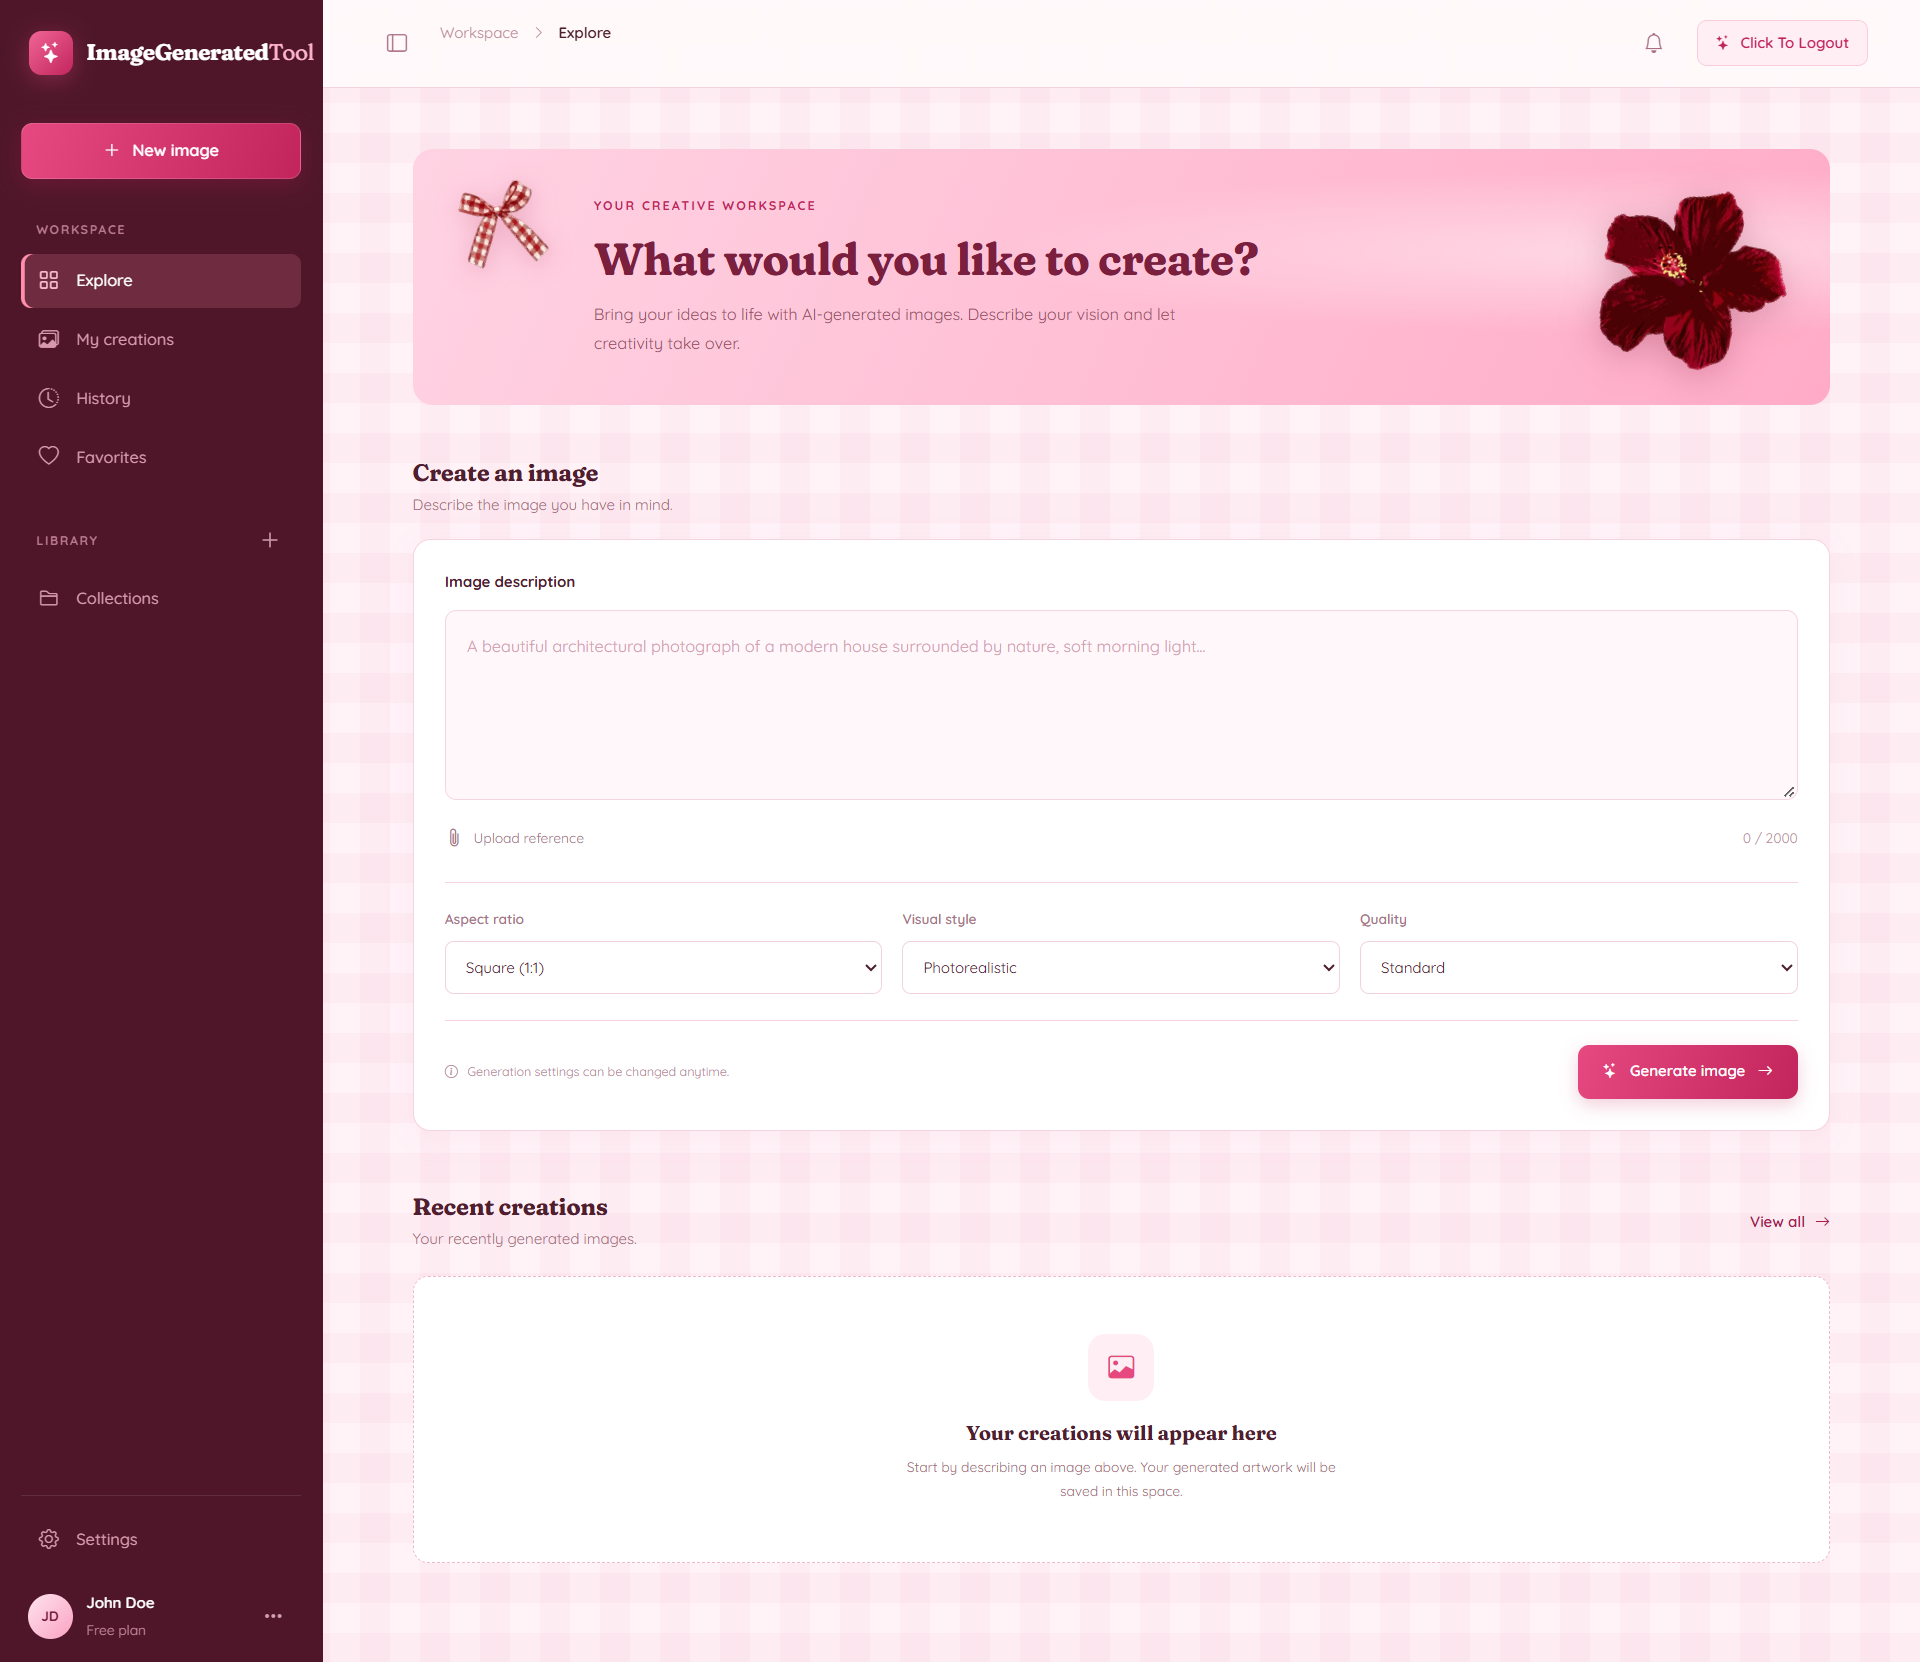 ImageGeneratedTool
New image
WORKSPACE
Explore
My creations
History
Favorites
LIBRARY
Collections
Settings
JD
John Doe
Free plan
Workspace
Explore
Click To Logout
YOUR CREATIVE WORKSPACE
What would you like to create?
Bring your ideas to life with AI-generated images. Describe your vision and let
creativity take over.
Create an image
Describe the image you have in mind.
Image description
A beautiful architectural photograph of a modern house surrounded by nature, soft morning light...
Upload reference
0 / 2000
Aspect ratio
Visual style
Quality
Square (1:1)
Photorealistic
Standard
Generation settings can be changed anytime.
Generate image
Recent creations
Your recently generated images.
View all
Your creations will appear here
Start by describing an image above. Your generated artwork will be
saved in this space.